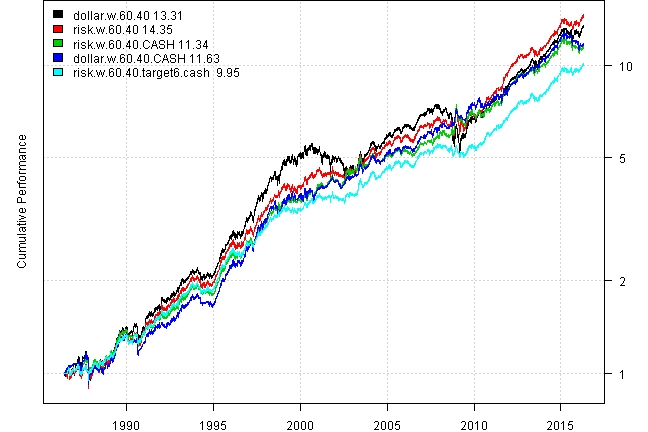 dollar.w.60.40 13.31
risk.w.60.40 14.35
risk.w.60.40.CASH 11.34
dollar.w.60.40.CASH 11.63
risk.w.60.40.target6.cash 9.95
Cumulative Performance
10
5
2
1
1990 1995 2000 2005 2010 2015